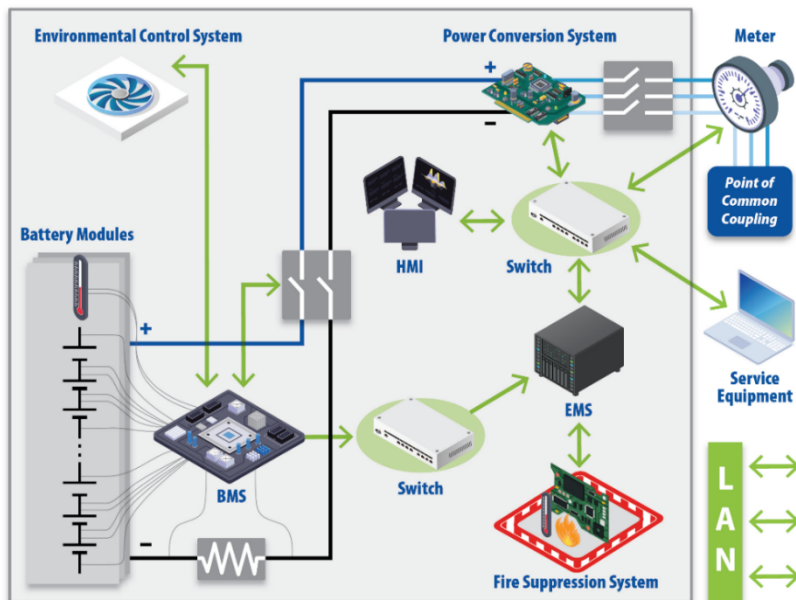 Environmental Control System
Power Conversion System
Meter
+
−
Point of
Common
Coupling
Battery Modules
HMI
Switch
+
Service
Equipment
EMS
BMS
Switch
−
Fire Suppression System
L
A
N